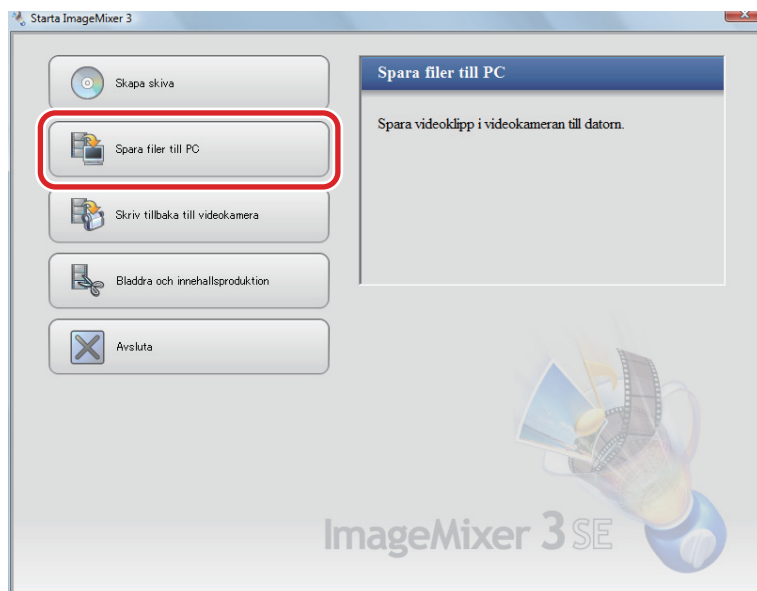 Starta ImageMixer 3
Skapa skiva
Spara filer till PC
Skriv tillbaka till videokamera
Bladdra och innehallsproduktion
Avsluta
Spara filer till PC
Spara videoklipp i videokameran till datorn.
ImageMixer 3 SE